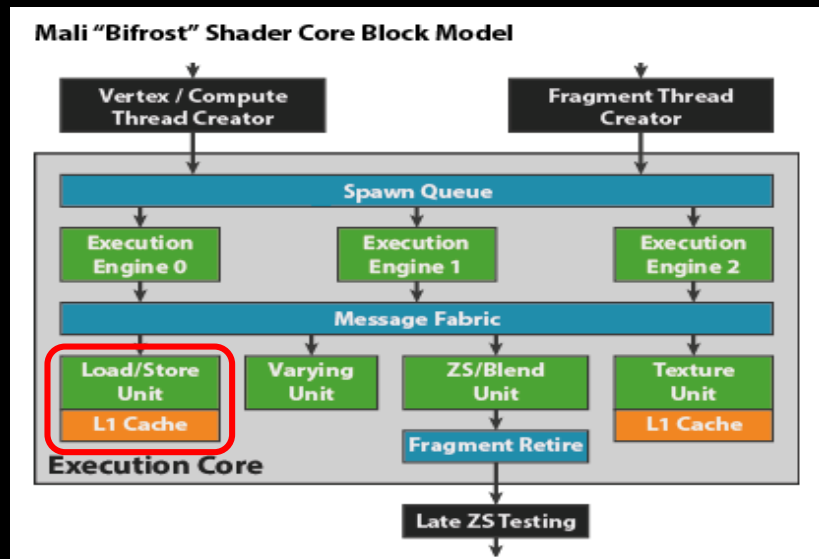 Mali “Bifrost” Shader Core Block Model
Vertex / Compute
Thread Creator
Fragment Thread
Creator
Spawn Queue
Execution
Engine 0
Execution
Engine 1
Execution
Engine 2
Message Fabric
Load/Store
Unit
L1 Cache
Varying
Unit
ZS/Blend
Unit
Texture
Unit
L1 Cache
Fragment Retire
Execution Core
Late ZS Testing